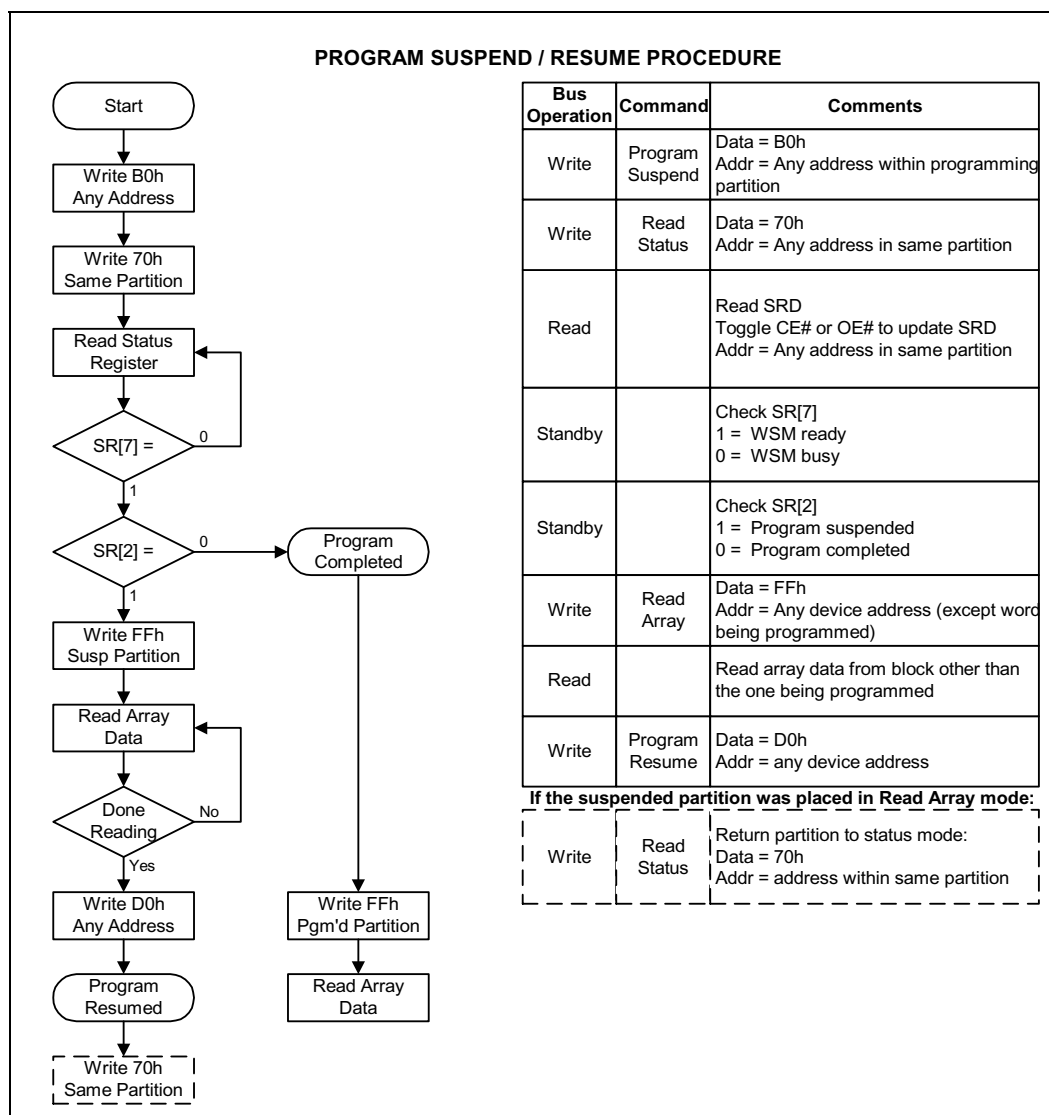 PROGRAM SUSPEND / RESUME PROCEDURE
Start
Write B0h
Any Address
Write 70h
Same Partition
Read Status
Register
SR[7] =
0
1
SR[2] =
0
1
Program
Completed
Write FFh
Susp Partition
Read Array
Data
Done
Reading
No
Yes
Write D0h
Any Address
Program
Resumed
Write 70h
Same Partition
Write FFh
Pgm'd Partition
Read Array
Data
Bus
Operation
Command
Comments
Write
Program
Suspend
Data = B0h
Addr = Any address within programming
partition
Write
Read
Status
Data = 70h
Addr = Any address in same partition
Read
Read SRD
Toggle CE# or OE# to update SRD
Addr = Any address in same partition
Standby
Check SR[7]
1 = WSM ready
0 = WSM busy
Standby
Check SR[2]
1 = Program suspended
0 = Program completed
Write
Read
Array
Data = FFh
Addr = Any device address (except word
being programmed)
Read
Read array data from block other than
the one being programmed
Write
Program
Resume
Data = D0h
Addr = any device address
If the suspended partition was placed in Read Array mode:
Write
Read
Status
Return partition to status mode:
Data = 70h
Addr = address within same partition